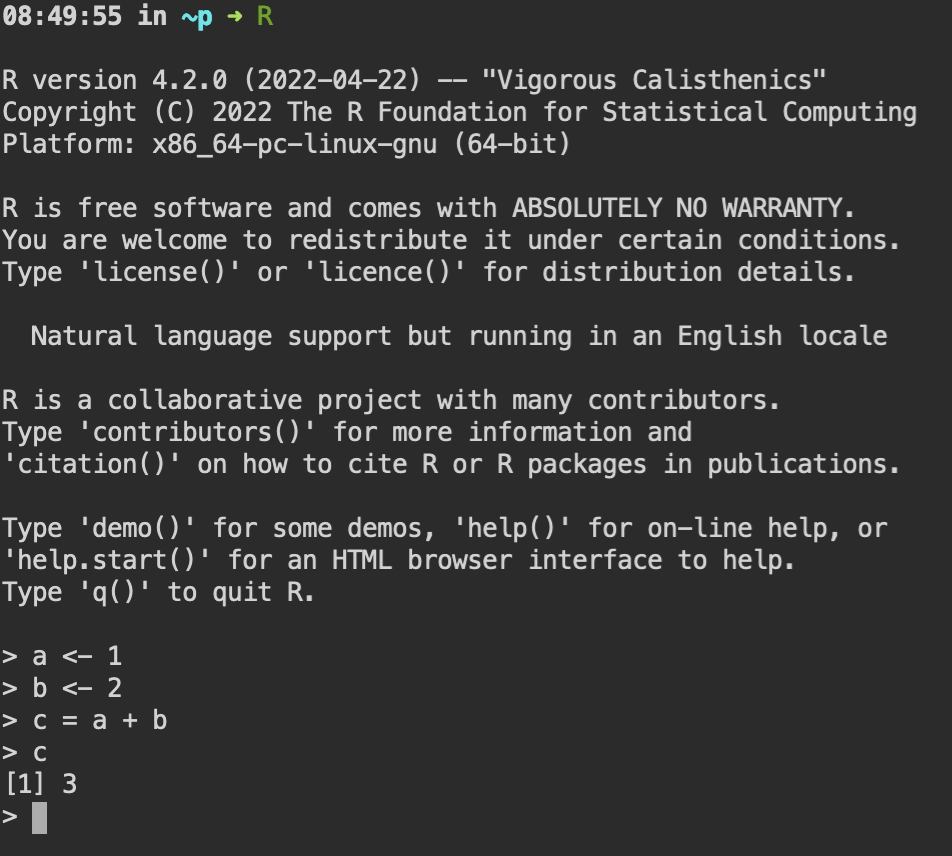 08:49:55 in ~p → R
R version 4.2.0 (2022-04-22) -- "Vigorous Calisthenics"
Copyright (C) 2022 The R Foundation for Statistical Computing
Platform: x86_64-pc-linux-gnu (64-bit)
R is free software and comes with ABSOLUTELY NO WARRANTY.
You are welcome to redistribute it under certain conditions.
Type 'license()' or 'licence()' for distribution details.
  Natural language support but running in an English locale
R is a collaborative project with many contributors.
Type 'contributors()' for more information and
'citation()' on how to cite R or R packages in publications.
Type 'demo()' for some demos, 'help()' for on-line help, or
'help.start()' for an HTML browser interface to help.
Type 'q()' to quit R.
> a <- 1
> b <- 2
> c = a + b
> c
[1] 3
>